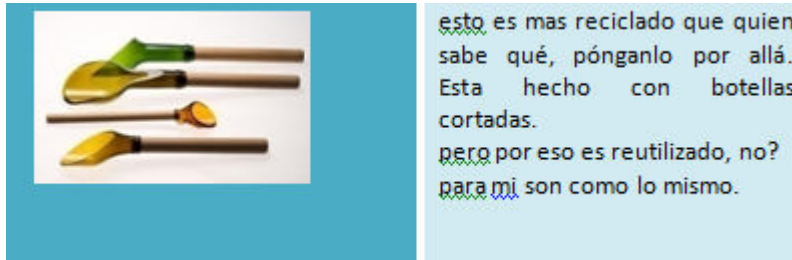 esto es mas reciclado que quien
sabe qué, pónganlo por allá.
Esta hecho con botellas
cortadas.
pero por eso es reutilizado, no?
para mi son como lo mismo.